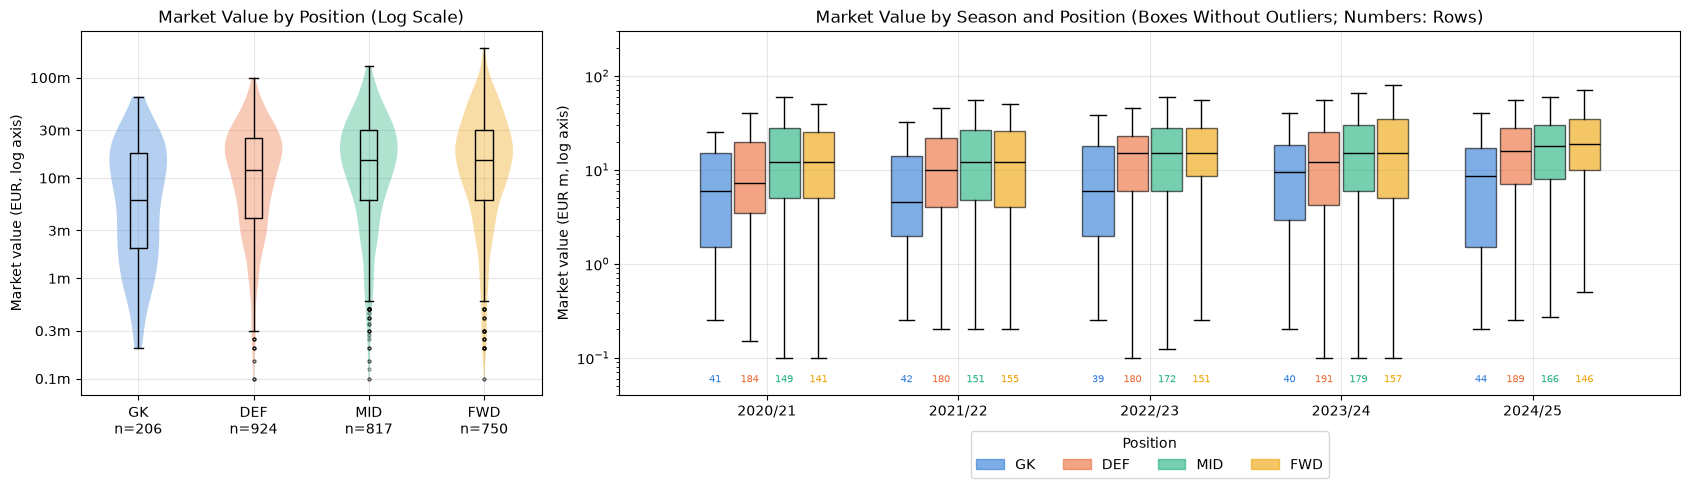 Market Value by Position (Log Scale)
Market value (EUR, log axis)
100m
30m
10m
3m
1m
0.3m
0.1m
GK DEF MID FWD
n=206 n=924 n=817 n=750
Market Value by Season and Position (Boxes Without Outliers; Numbers: Rows)
Market value (EUR m, log axis)
10²
10¹
10⁰
10⁻¹
41 184 149 141 42 180 151 155 39 180 172 151 40 191 179 157 44 189 166 146
2020/21 2021/22 2022/23 2023/24 2024/25
Position
GK DEF MID FWD